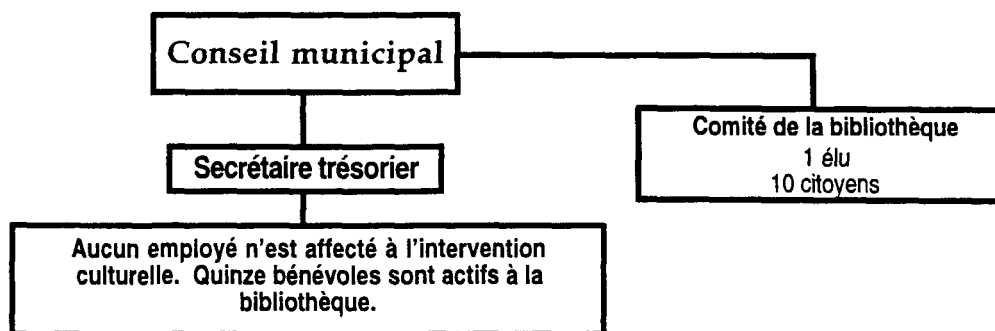 Conseil municipal
Comité de la bibliothèque
1 élu
10 citoyens
Secrétaire trésorier
Aucun employé n'est affecté à l'intervention
culturelle. Quinze bénévoles sont actifs à la
bibliothèque.